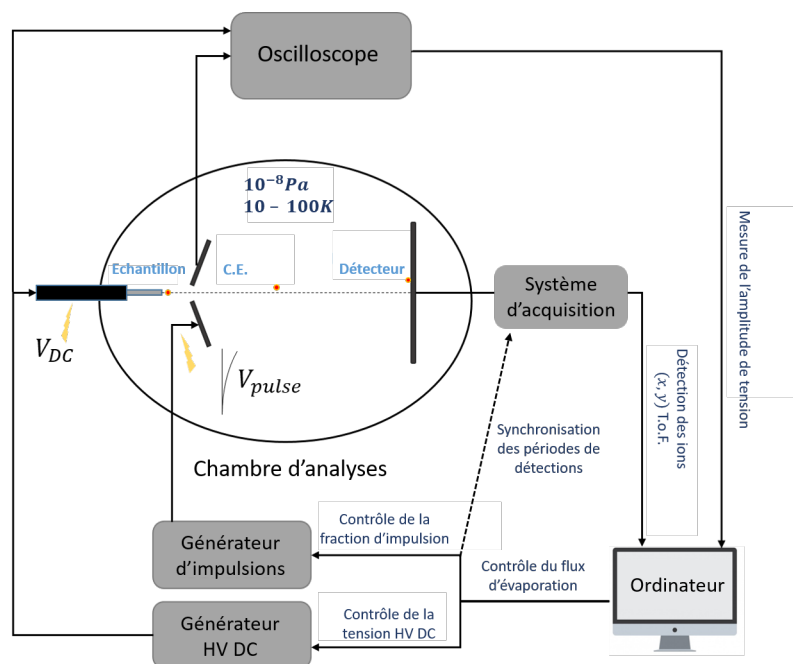 Oscilloscope
10⁻⁸Pa
10 – 100K
Echantillon
C.E.
Détecteur
V_DC
V_pulse
Système
d'acquisition
Mesure de l'amplitude de tension
Détection des ions
(x, y) T.o.F.
Synchronisation
des périodes de
détections
Chambre d'analyses
Contrôle de la
fraction d'impulsion
Générateur
d'impulsions
Contrôle du flux
d'évaporation
Ordinateur
Contrôle de la
tension HV DC
Générateur
HV DC